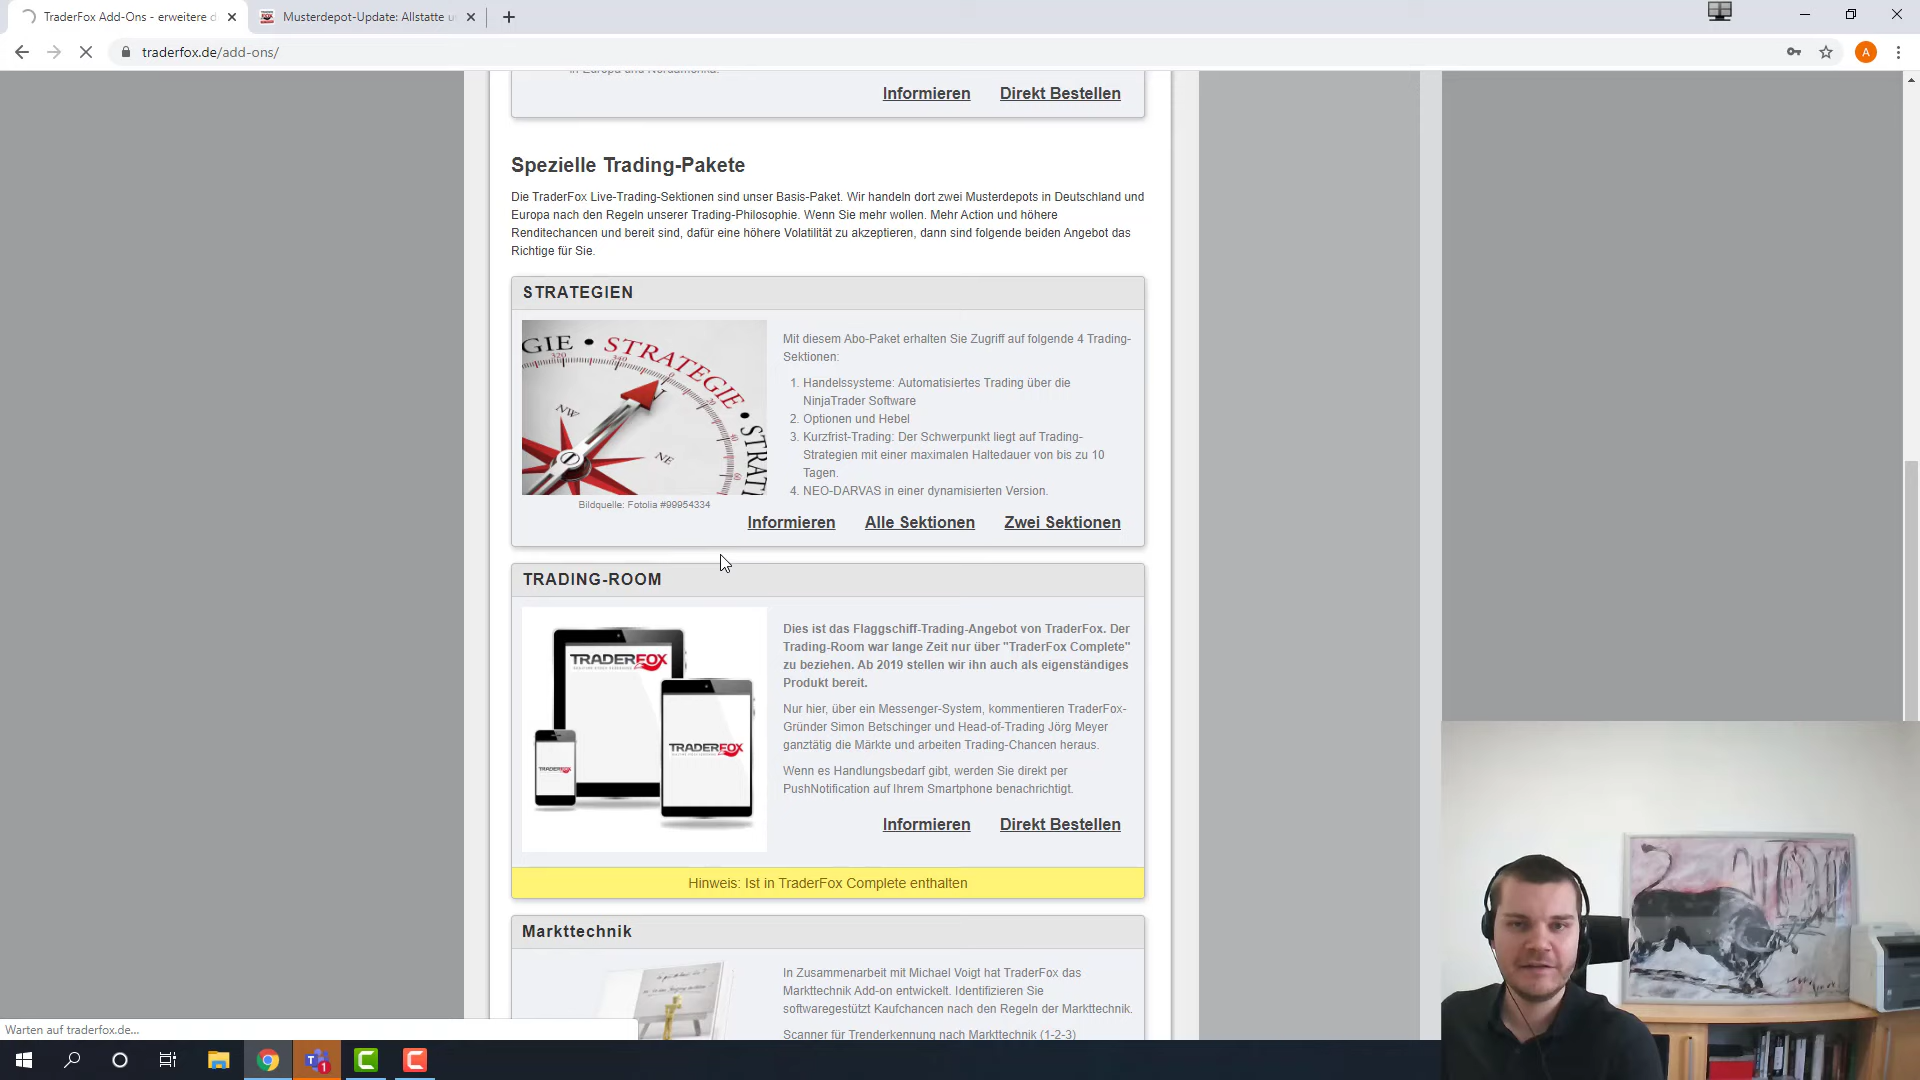 TraderFox Add-Ons - erweitere d
Musterdepot-Update: Allstatte u
traderfox.de/add-ons/
A
Informieren Direkt Bestellen
Spezielle Trading-Pakete
Die TraderFox Live-Trading-Sektionen sind unser Basis-Paket. Wir handeln dort zwei Musterdepots in Deutschland und
Europa nach den Regeln unserer Trading-Philosophie. Wenn Sie mehr wollen. Mehr Action und höhere
Renditechancen und bereit sind, dafür eine höhere Volatilität zu akzeptieren, dann sind folgende beiden Angebot das
Richtige für Sie.
STRATEGIEN
GIE • STRATEGIE • STRATI
NW
N
NE
Bildquelle: Fotolia #99954334
Mit diesem Abo-Paket erhalten Sie Zugriff auf folgende 4 Trading-
Sektionen:
1. Handelssysteme: Automatisiertes Trading über die
NinjaTrader Software
2. Optionen und Hebel
3. Kurzfrist-Trading: Der Schwerpunkt liegt auf Trading-
Strategien mit einer maximalen Haltedauer von bis zu 10
Tagen.
4. NEO-DARVAS in einer dynamisierten Version.
Informieren Alle Sektionen Zwei Sektionen
TRADING-ROOM
TRADERFOX
TRADERFOX
TRADERFOX
Dies ist das Flaggschiff-Trading-Angebot von TraderFox. Der
Trading-Room war lange Zeit nur über "TraderFox Complete"
zu beziehen. Ab 2019 stellen wir ihn auch als eigenständiges
Produkt bereit.
Nur hier, über ein Messenger-System, kommentieren TraderFox-
Gründer Simon Betschinger und Head-of-Trading Jörg Meyer
ganztätig die Märkte und arbeiten Trading-Chancen heraus.
Wenn es Handlungsbedarf gibt, werden Sie direkt per
PushNotification auf Ihrem Smartphone benachrichtigt.
Informieren Direkt Bestellen
Hinweis: Ist in TraderFox Complete enthalten
Markttechnik
In Zusammenarbeit mit Michael Voigt hat TraderFox das
Markttechnik Add-on entwickelt. Identifizieren Sie
softwaregestützt Kaufchancen nach den Regeln der Markttechnik.
Scanner für Trenderkennung nach Markttechnik (1-2-3)
Warten auf traderfox.de...